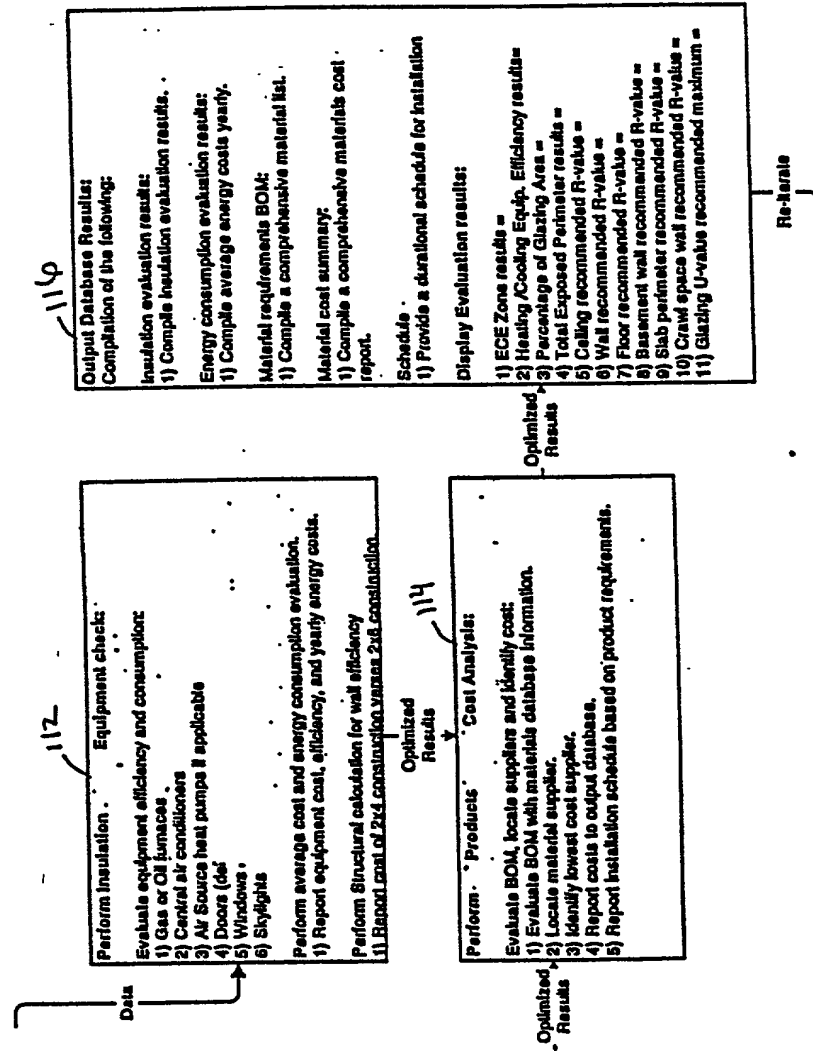 Data
112
Perform Insulation Equipment check:
Evaluate equipment efficiency and consumption:
1) Gas or Oil furnaces
2) Central air conditioners
3) Air Source heat pumps if applicable
4) Doors (def
5) Windows
6) Skylights
Perform average cost and energy consumption evaluation.
1) Report equipment cost, efficiency, and yearly energy costs.
Perform Structural calculation for wall efficiency
1) Report cost of 2x4 construction verses 2x6 construction
Optimized
Results
Optimized
Results
114
Perform Products Cost Analysis:
Evaluate BOM, locate suppliers and identify cost:
1) Evaluate BOM with materials database information.
2) Locate material supplier.
3) Identify lowest cost supplier.
4) Report costs to output database.
5) Report installation schedule based on product requirements.
Optimized
Results
116
Output Database Results:
Compilation of the following:
Insulation evaluation results:
1) Compile insulation evaluation results.
Energy consumption evaluation results:
1) Compile average energy costs yearly.
Material requirements BOM:
1) Compile a comprehensive material list.
Material cost summary:
1) Compile a comprehensive materials cost
report.
Schedule
1) Provide a durational schedule for installation
Display Evaluation results:
1) ECE Zone results =
2) Heating /Cooling Equip. Efficiency results=
3) Percentage of Glazing Area =
4) Total Exposed Perimeter results =
5) Ceiling recommended R-value =
6) Wall recommended R-value =
7) Floor recommended R-value =
8) Basement wall recommended R-value =
9) Slab perimeter recommended R-value =
10) Crawl space wall recommended R-value =
11) Glazing U-value recommended maximum =
Re-iterate